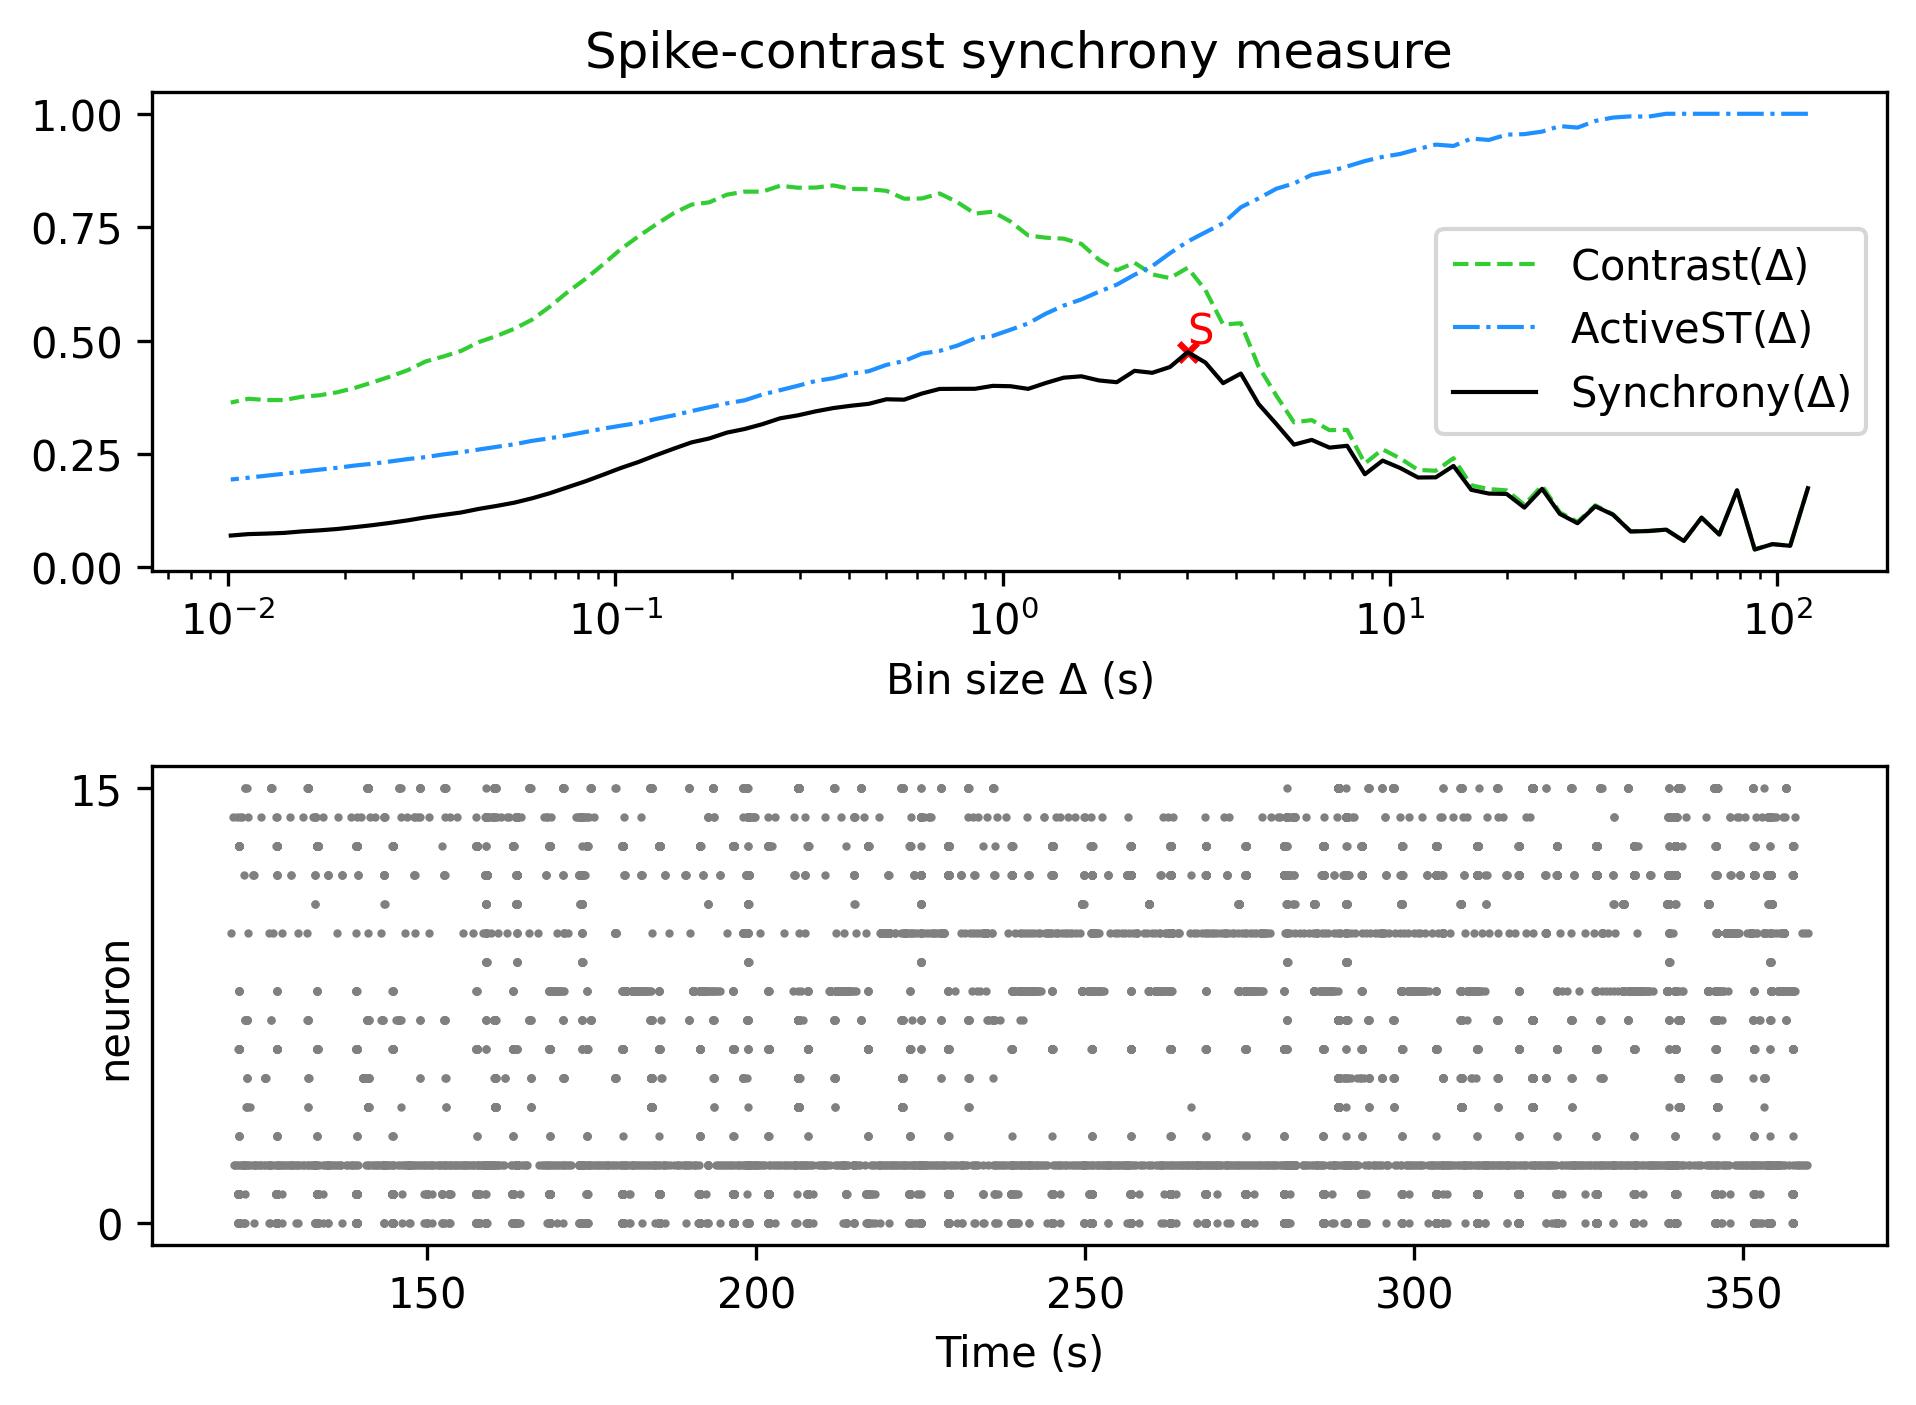 Spike-contrast synchrony measure
1.00
0.75
0.50
0.25
0.00
S
Contrast(Δ)
ActiveST(Δ)
Synchrony(Δ)
10⁻² 10⁻¹ 10⁰ 10¹ 10²
Bin size Δ (s)
15
neuron
0
150 200 250 300 350
Time (s)